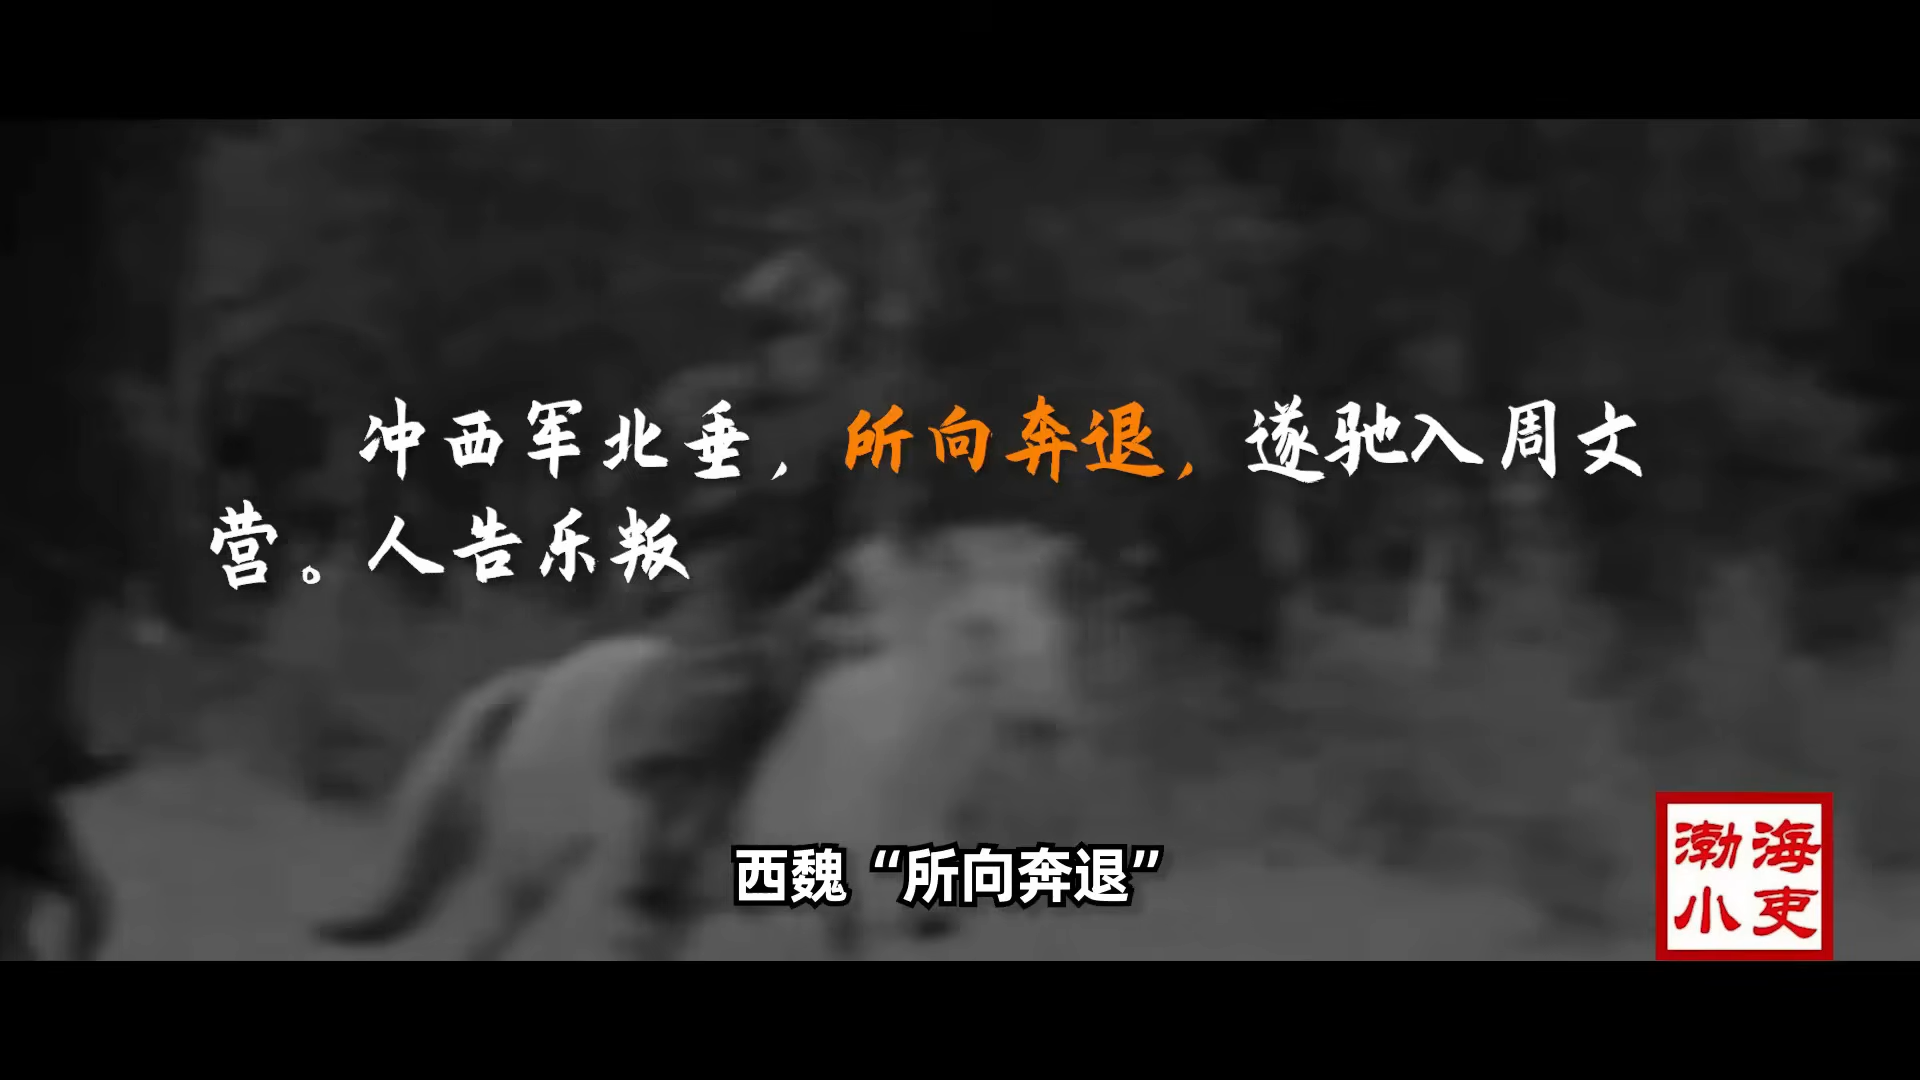 冲西军北垂，所向奔退，遂驰入周文
营。人告乐叛
西魏“所向奔退”
渤海
小吏